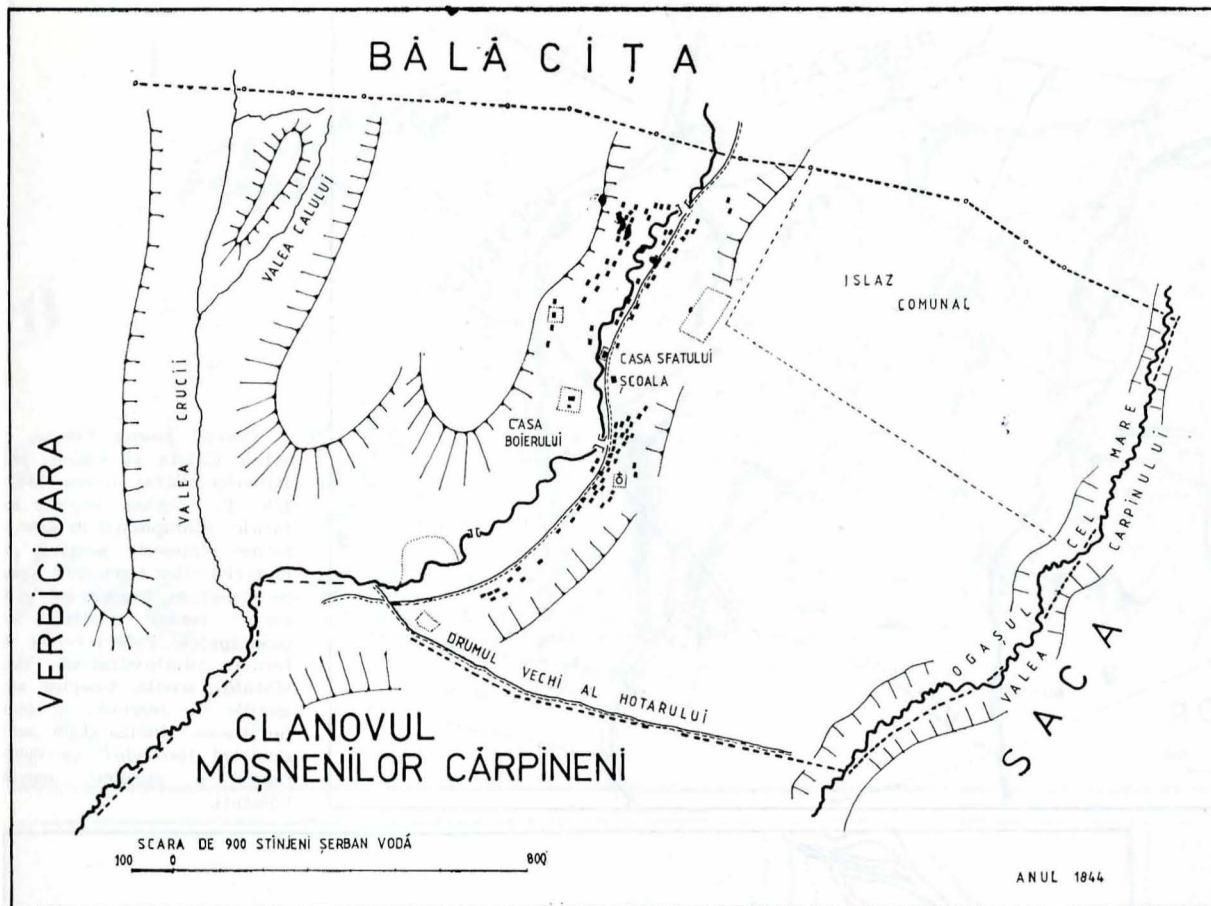 BĂLĂCIȚA
VALEA CALULUI
ISLAZ
COMUNAL
CASA SFATULUI
ȘCOALA
VALEA CRUCII
CASA
BOIERULUI
VERBICIOARA
OGAȘUL CEL MARE
VALEA CARPINULUI
SACA
DRUMUL VECHI AL HOTARULUI
CLANOVUL
MOȘNENILOR CĂRPINENI
SCARA DE 900 STÎNJENI ȘERBAN VODĂ
100 0 800
ANUL 1844